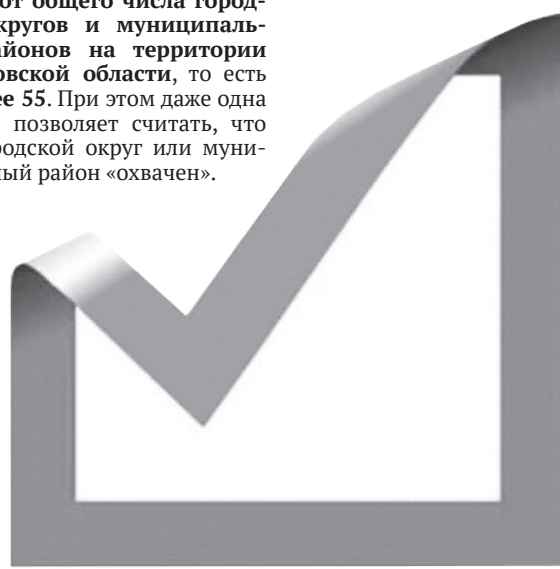 от общего числа город-
кругов и муниципаль-
йонов на территории
овской области, то есть
ее 55. При этом даже одна
позволяет считать, что
родской округ или муни-
ный район «охвачен».